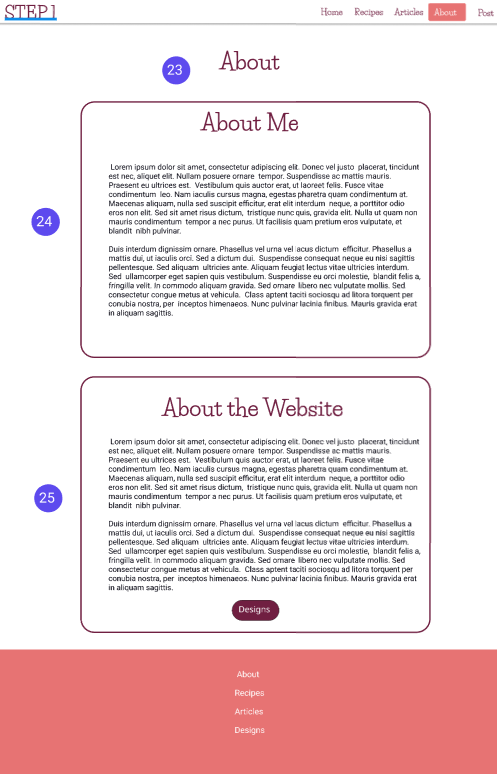 STEP1
Home Recipes Articles About Post
23
About
About Me
Lorem ipsum dolor sit amet, consectetur adipiscing elit. Donec vel justo placerat, tincidunt
est nec, aliquet elit. Nullam posuere ornare tempor. Suspendisse ac mattis mauris.
Praesent eu ultrices est. Vestibulum quis auctor erat, ut laoreet felis. Fusce vitae
condimentum leo. Nam iaculis cursus magna, egestas pharetra quam condimentum at.
Maecenas aliquam, nulla sed suscipit efficitur, erat elit interdum neque, a porttitor odio
eros non elit. Sed sit amet risus dictum, tristique nunc quis, gravida elit. Nulla ut quam non
mauris condimentum tempor a nec purus. Ut facilisis quam pretium eros vulputate, et
blandit nibh pulvinar.
24
Duis interdum dignissim ornare. Phasellus vel urna vel lacus dictum efficitur. Phasellus a
mattis dui, ut iaculis orci. Sed a dictum dui. Suspendisse consequat neque eu nisi sagittis
pellentesque. Sed aliquam ultricies ante. Aliquam feugiat lectus vitae ultricies interdum.
Sed ullamcorper eget sapien quis vestibulum. Suspendisse eu orci molestie, blandit felis a,
fringilla velit. In commodo aliquam gravida. Sed ornare libero nec vulputate mollis. Sed
consectetur congue metus at vehicula. Class aptent taciti sociosqu ad litora torquent per
conubia nostra, per inceptos himenaeos. Nunc pulvinar lacinia finibus. Mauris gravida erat
in aliquam sagittis.
About the Website
Lorem ipsum dolor sit amet, consectetur adipiscing elit. Donec vel justo placerat, tincidunt
est nec, aliquet elit. Nullam posuere ornare tempor. Suspendisse ac mattis mauris.
Praesent eu ultrices est. Vestibulum quis auctor erat, ut laoreet felis. Fusce vitae
condimentum leo. Nam iaculis cursus magna, egestas pharetra quam condimentum at.
Maecenas aliquam, nulla sed suscipit efficitur, erat elit interdum neque, a porttitor odio
eros non elit. Sed sit amet risus dictum, tristique nunc quis, gravida elit. Nulla ut quam non
mauris condimentum tempor a nec purus. Ut facilisis quam pretium eros vulputate, et
blandit nibh pulvinar.
25
Duis interdum dignissim ornare. Phasellus vel urna vel lacus dictum efficitur. Phasellus a
mattis dui, ut iaculis orci. Sed a dictum dui. Suspendisse consequat neque eu nisi sagittis
pellentesque. Sed aliquam ultricies ante. Aliquam feugiat lectus vitae ultricies interdum.
Sed ullamcorper eget sapien quis vestibulum. Suspendisse eu orci molestie, blandit felis a,
fringilla velit. In commodo aliquam gravida. Sed ornare libero nec vulputate mollis. Sed
consectetur congue metus at vehicula. Class aptent taciti sociosqu ad litora torquent per
conubia nostra, per inceptos himenaeos. Nunc pulvinar lacinia finibus. Mauris gravida erat
in aliquam sagittis.
Designs
About
Recipes
Articles
Designs